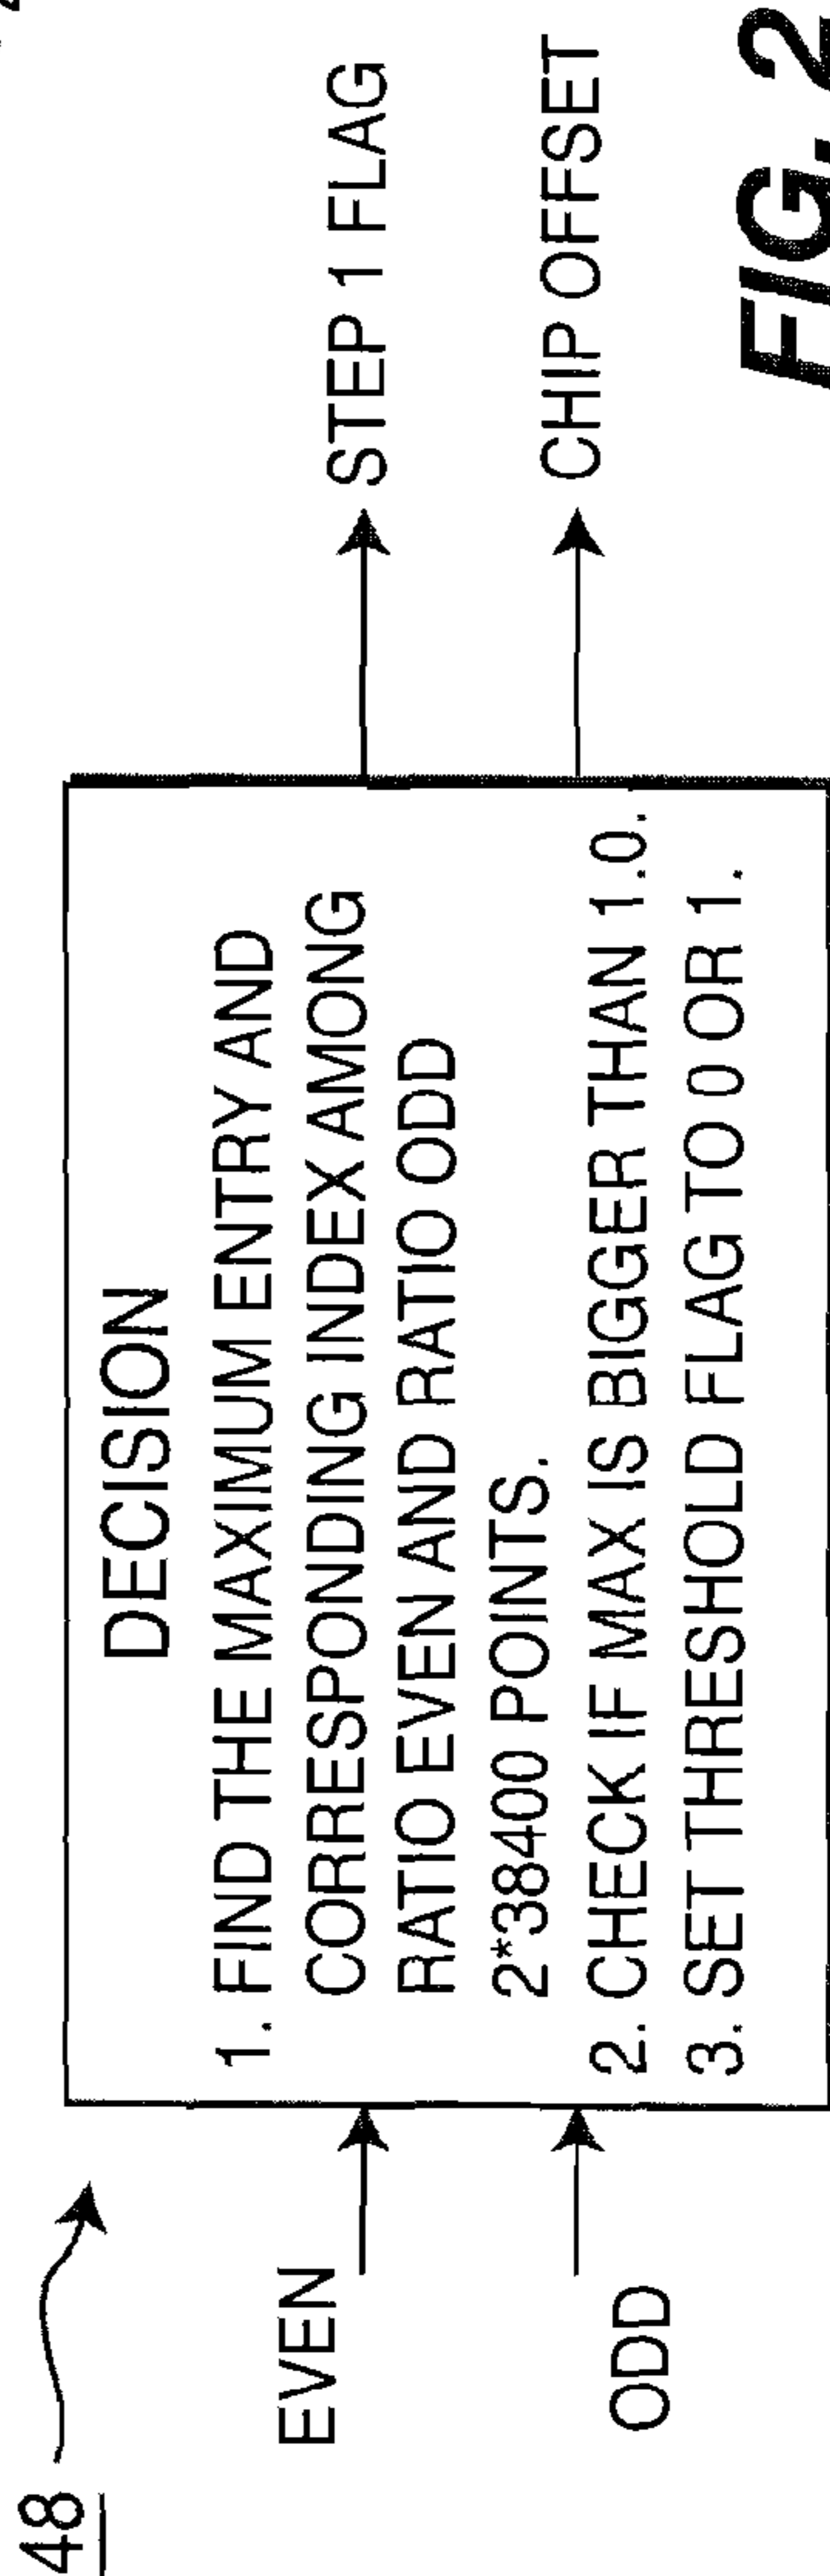 48
EVEN
ODD
DECISION
1. FIND THE MAXIMUM ENTRY AND
CORRESPONDING INDEX AMONG
RATIO EVEN AND RATIO ODD
2*38400 POINTS.
2. CHECK IF MAX IS BIGGER THAN 1.0.
3. SET THRESHOLD FLAG TO 0 OR 1.
STEP 1 FLAG
CHIP OFFSET
FIG. 2